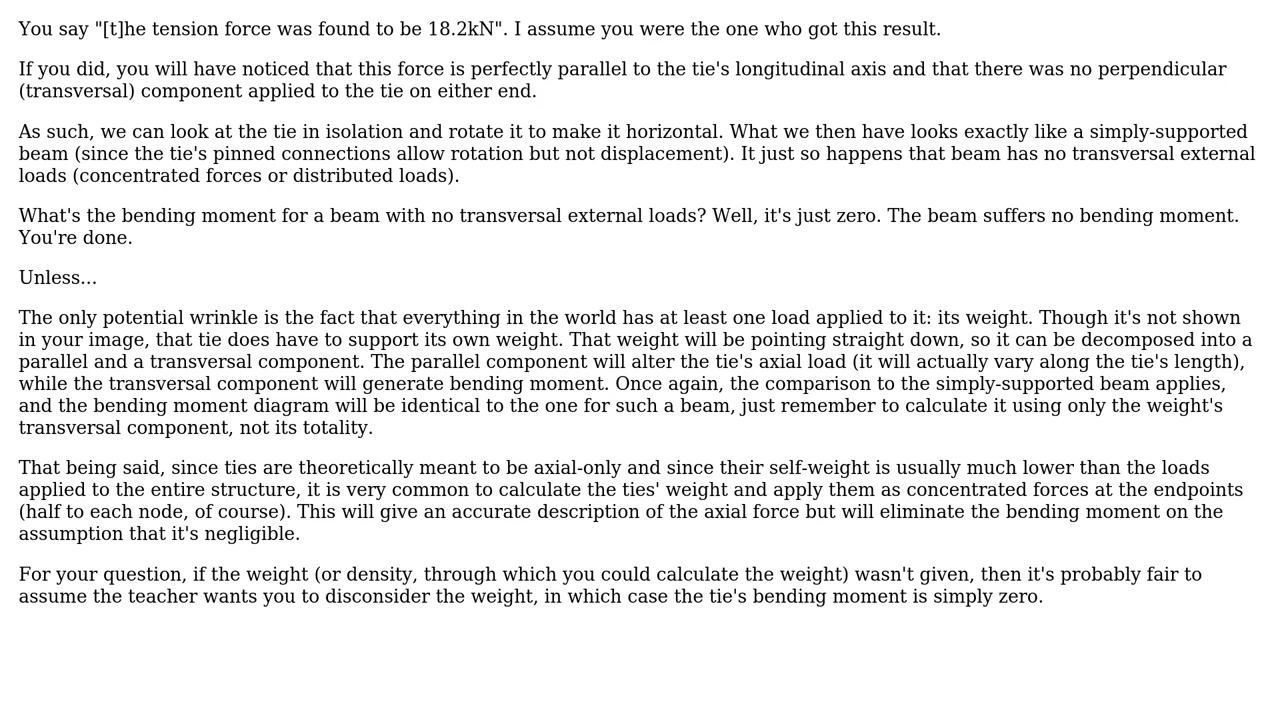 You say "[t]he tension force was found to be 18.2kN". I assume you were the one who got this result.
If you did, you will have noticed that this force is perfectly parallel to the tie's longitudinal axis and that there was no perpendicular
(transversal) component applied to the tie on either end.
As such, we can look at the tie in isolation and rotate it to make it horizontal. What we then have looks exactly like a simply-supported
beam (since the tie's pinned connections allow rotation but not displacement). It just so happens that beam has no transversal external
loads (concentrated forces or distributed loads).
What's the bending moment for a beam with no transversal external loads? Well, it's just zero. The beam suffers no bending moment.
You're done.
Unless...
The only potential wrinkle is the fact that everything in the world has at least one load applied to it: its weight. Though it's not shown
in your image, that tie does have to support its own weight. That weight will be pointing straight down, so it can be decomposed into a
parallel and a transversal component. The parallel component will alter the tie's axial load (it will actually vary along the tie's length),
while the transversal component will generate bending moment. Once again, the comparison to the simply-supported beam applies,
and the bending moment diagram will be identical to the one for such a beam, just remember to calculate it using only the weight's
transversal component, not its totality.
That being said, since ties are theoretically meant to be axial-only and since their self-weight is usually much lower than the loads
applied to the entire structure, it is very common to calculate the ties' weight and apply them as concentrated forces at the endpoints
(half to each node, of course). This will give an accurate description of the axial force but will eliminate the bending moment on the
assumption that it's negligible.
For your question, if the weight (or density, through which you could calculate the weight) wasn't given, then it's probably fair to
assume the teacher wants you to disconsider the weight, in which case the tie's bending moment is simply zero.